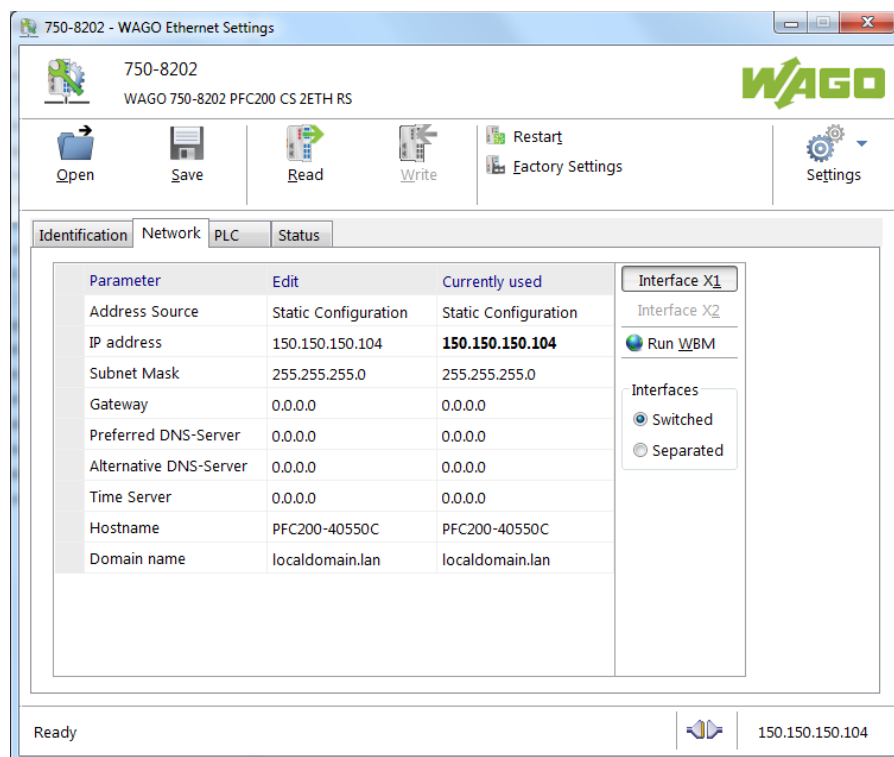 750-8202 - WAGO Ethernet Settings
750-8202
WAGO 750-8202 PFC200 CS 2ETH RS
WAGO
Open
Save
Read
Write
Restart
Factory Settings
Settings
Identification Network PLC Status
Parameter Edit Currently used
Address Source Static Configuration Static Configuration
IP address 150.150.150.104 150.150.150.104
Subnet Mask 255.255.255.0 255.255.255.0
Gateway 0.0.0.0 0.0.0.0
Preferred DNS-Server 0.0.0.0 0.0.0.0
Alternative DNS-Server 0.0.0.0 0.0.0.0
Time Server 0.0.0.0 0.0.0.0
Hostname PFC200-40550C PFC200-40550C
Domain name localdomain.lan localdomain.lan
Interface X1
Interface X2
Run WBM
Interfaces
Switched
Separated
Ready
150.150.150.104